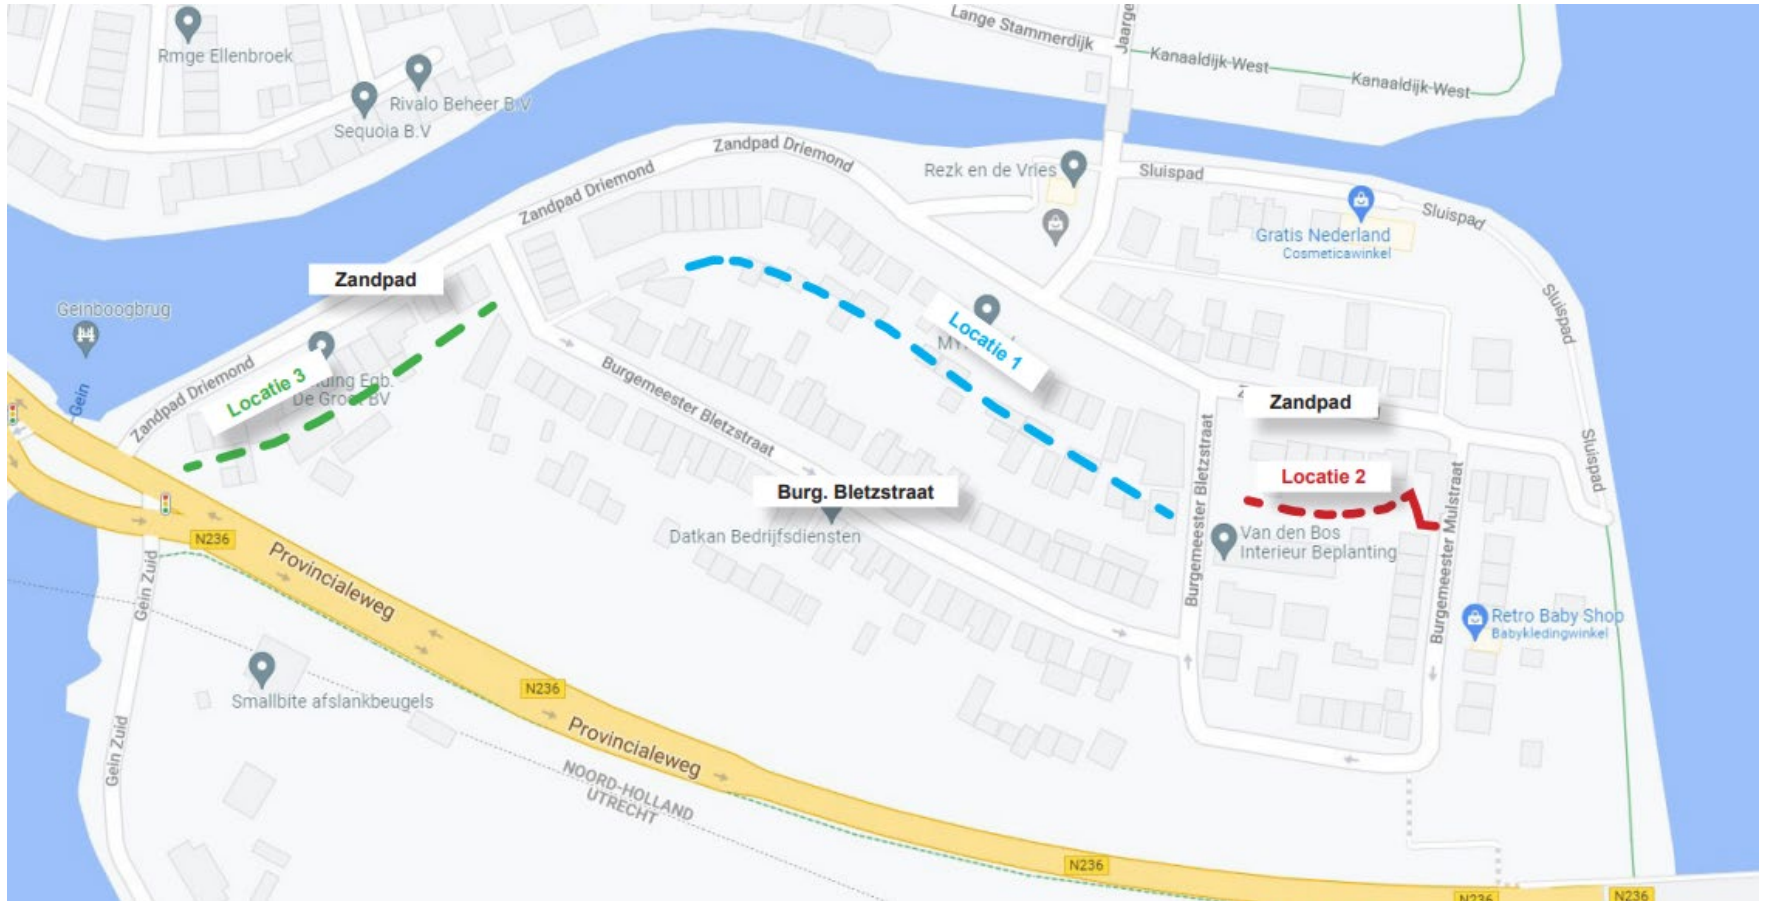 Lange Stammerdijk
Jaarge
Kanaaldijk-West
Kanaaldijk-West
Rmge Ellenbroek
Rivalo Beheer B.V
Sequoia B.V
Zandpad Driemond
Zandpad Driemond
Rezk en de Vries
Sluispad
Sluispad
Gratis Nederland
Cosmeticawinkel
Zandpad
Geinboogbrug
Sluispad
Locatie 1
MY
Gein
Zandpad Driemond
Locatie 3
De Groot BV
Burgemeester Bletzstraat
Zandpad
Burgemeester Bletzstraat
Sluispad
Locatie 2
Burg. Bletzstraat
Datkan Bedrijfsdiensten
Van den Bos
Interieur Beplanting
Burgemeester Mulstraat
N236
Provincialeweg
Gein Zuid
Retro Baby Shop
Babykledingwinkel
Smallbite afslankbeugels
N236
Gein Zuid
Provincialeweg
NOORD-HOLLAND
UTRECHT
N236
N236
N236